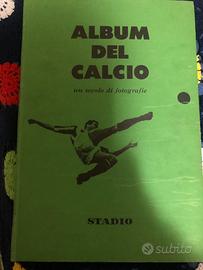 ALBUM
DEL
CALCIO
un secolo di fotografie
STADIO
subito